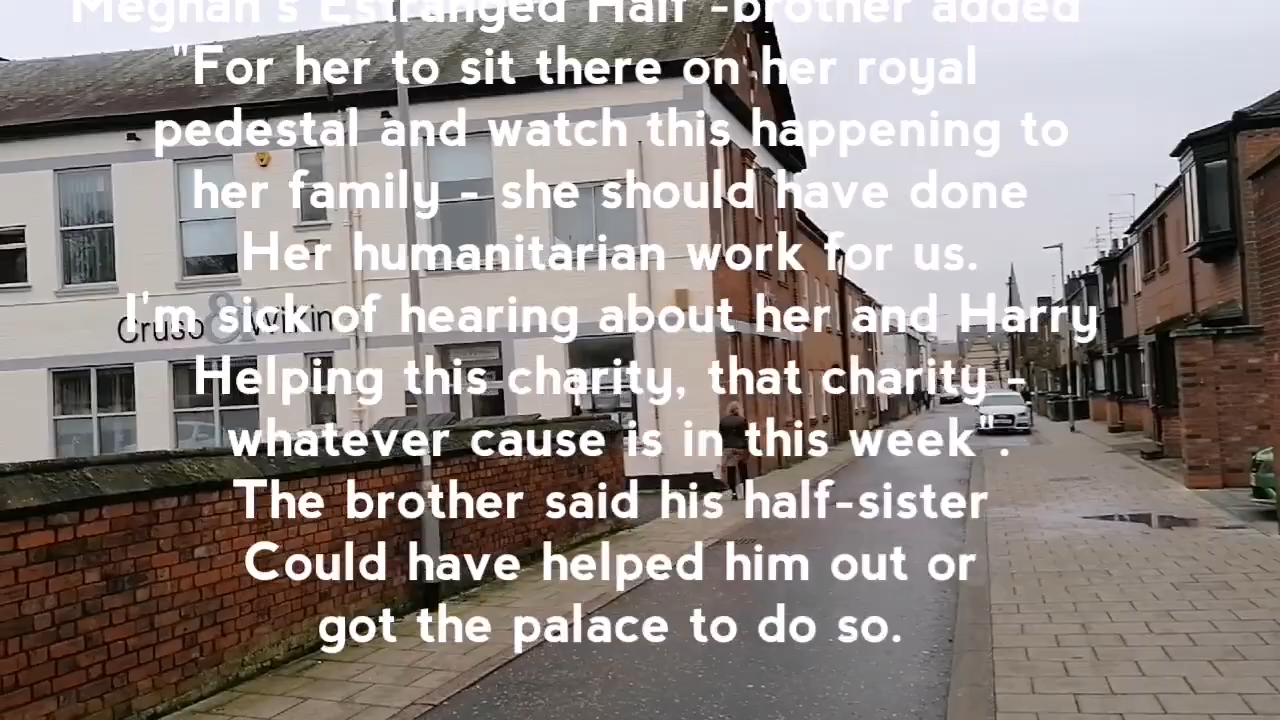 Meghan's Estranged Half -brother added
"For her to sit there on her royal
pedestal and watch this happening to
her family - she should have done
Her humanitarian work for us.
I'm sick of hearing about her and Harry
Cruso & Wilkin
Helping this charity, that charity -
whatever cause is in this week".
The brother said his half-sister
Could have helped him out or
got the palace to do so.